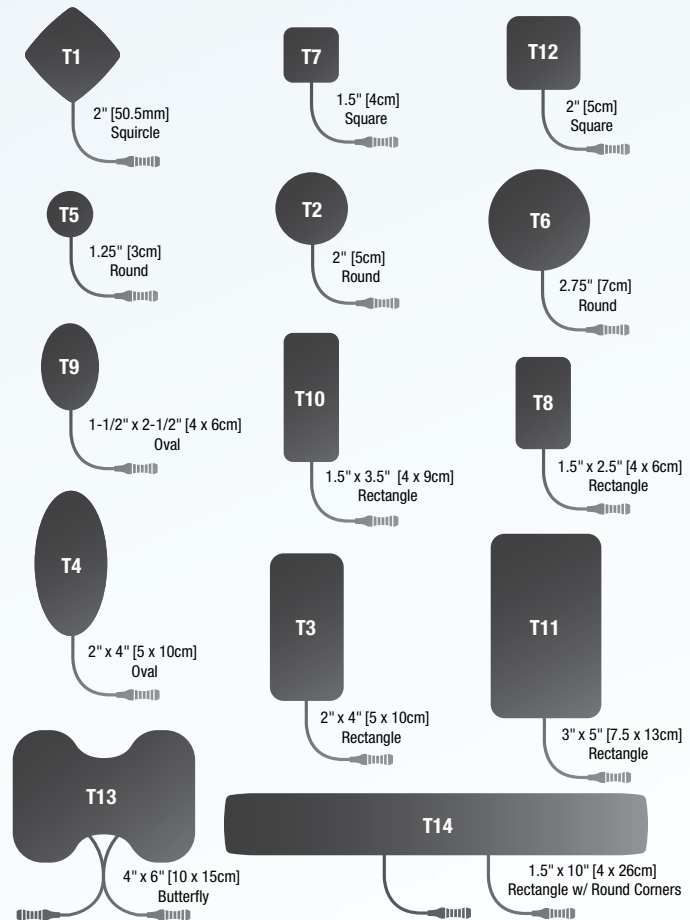 T1
2" [50.5mm]
Squircle
T7
1.5" [4cm]
Square
T12
2" [5cm]
Square
T5
1.25" [3cm]
Round
T2
2" [5cm]
Round
T6
2.75" [7cm]
Round
T9
1-1/2" x 2-1/2" [4 x 6cm]
Oval
T10
1.5" x 3.5" [4 x 9cm]
Rectangle
T8
1.5" x 2.5" [4 x 6cm]
Rectangle
T4
2" x 4" [5 x 10cm]
Oval
T3
2" x 4" [5 x 10cm]
Rectangle
T11
3" x 5" [7.5 x 13cm]
Rectangle
T13
4" x 6" [10 x 15cm]
Butterfly
T14
1.5" x 10" [4 x 26cm]
Rectangle w/ Round Corners